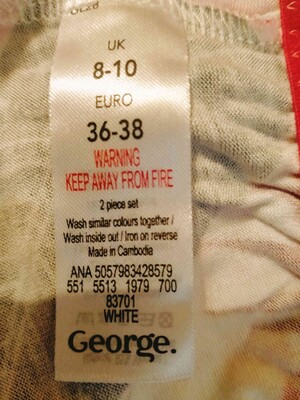 UK
8-10
EURO
36-38
WARNING
KEEP AWAY FROM FIRE
2 piece set
Wash similar colours together /
Wash inside out / Iron on reverse
Made in Cambodia
ANA 5057983428579
551 5513 1979 700
83701
WHITE
George.